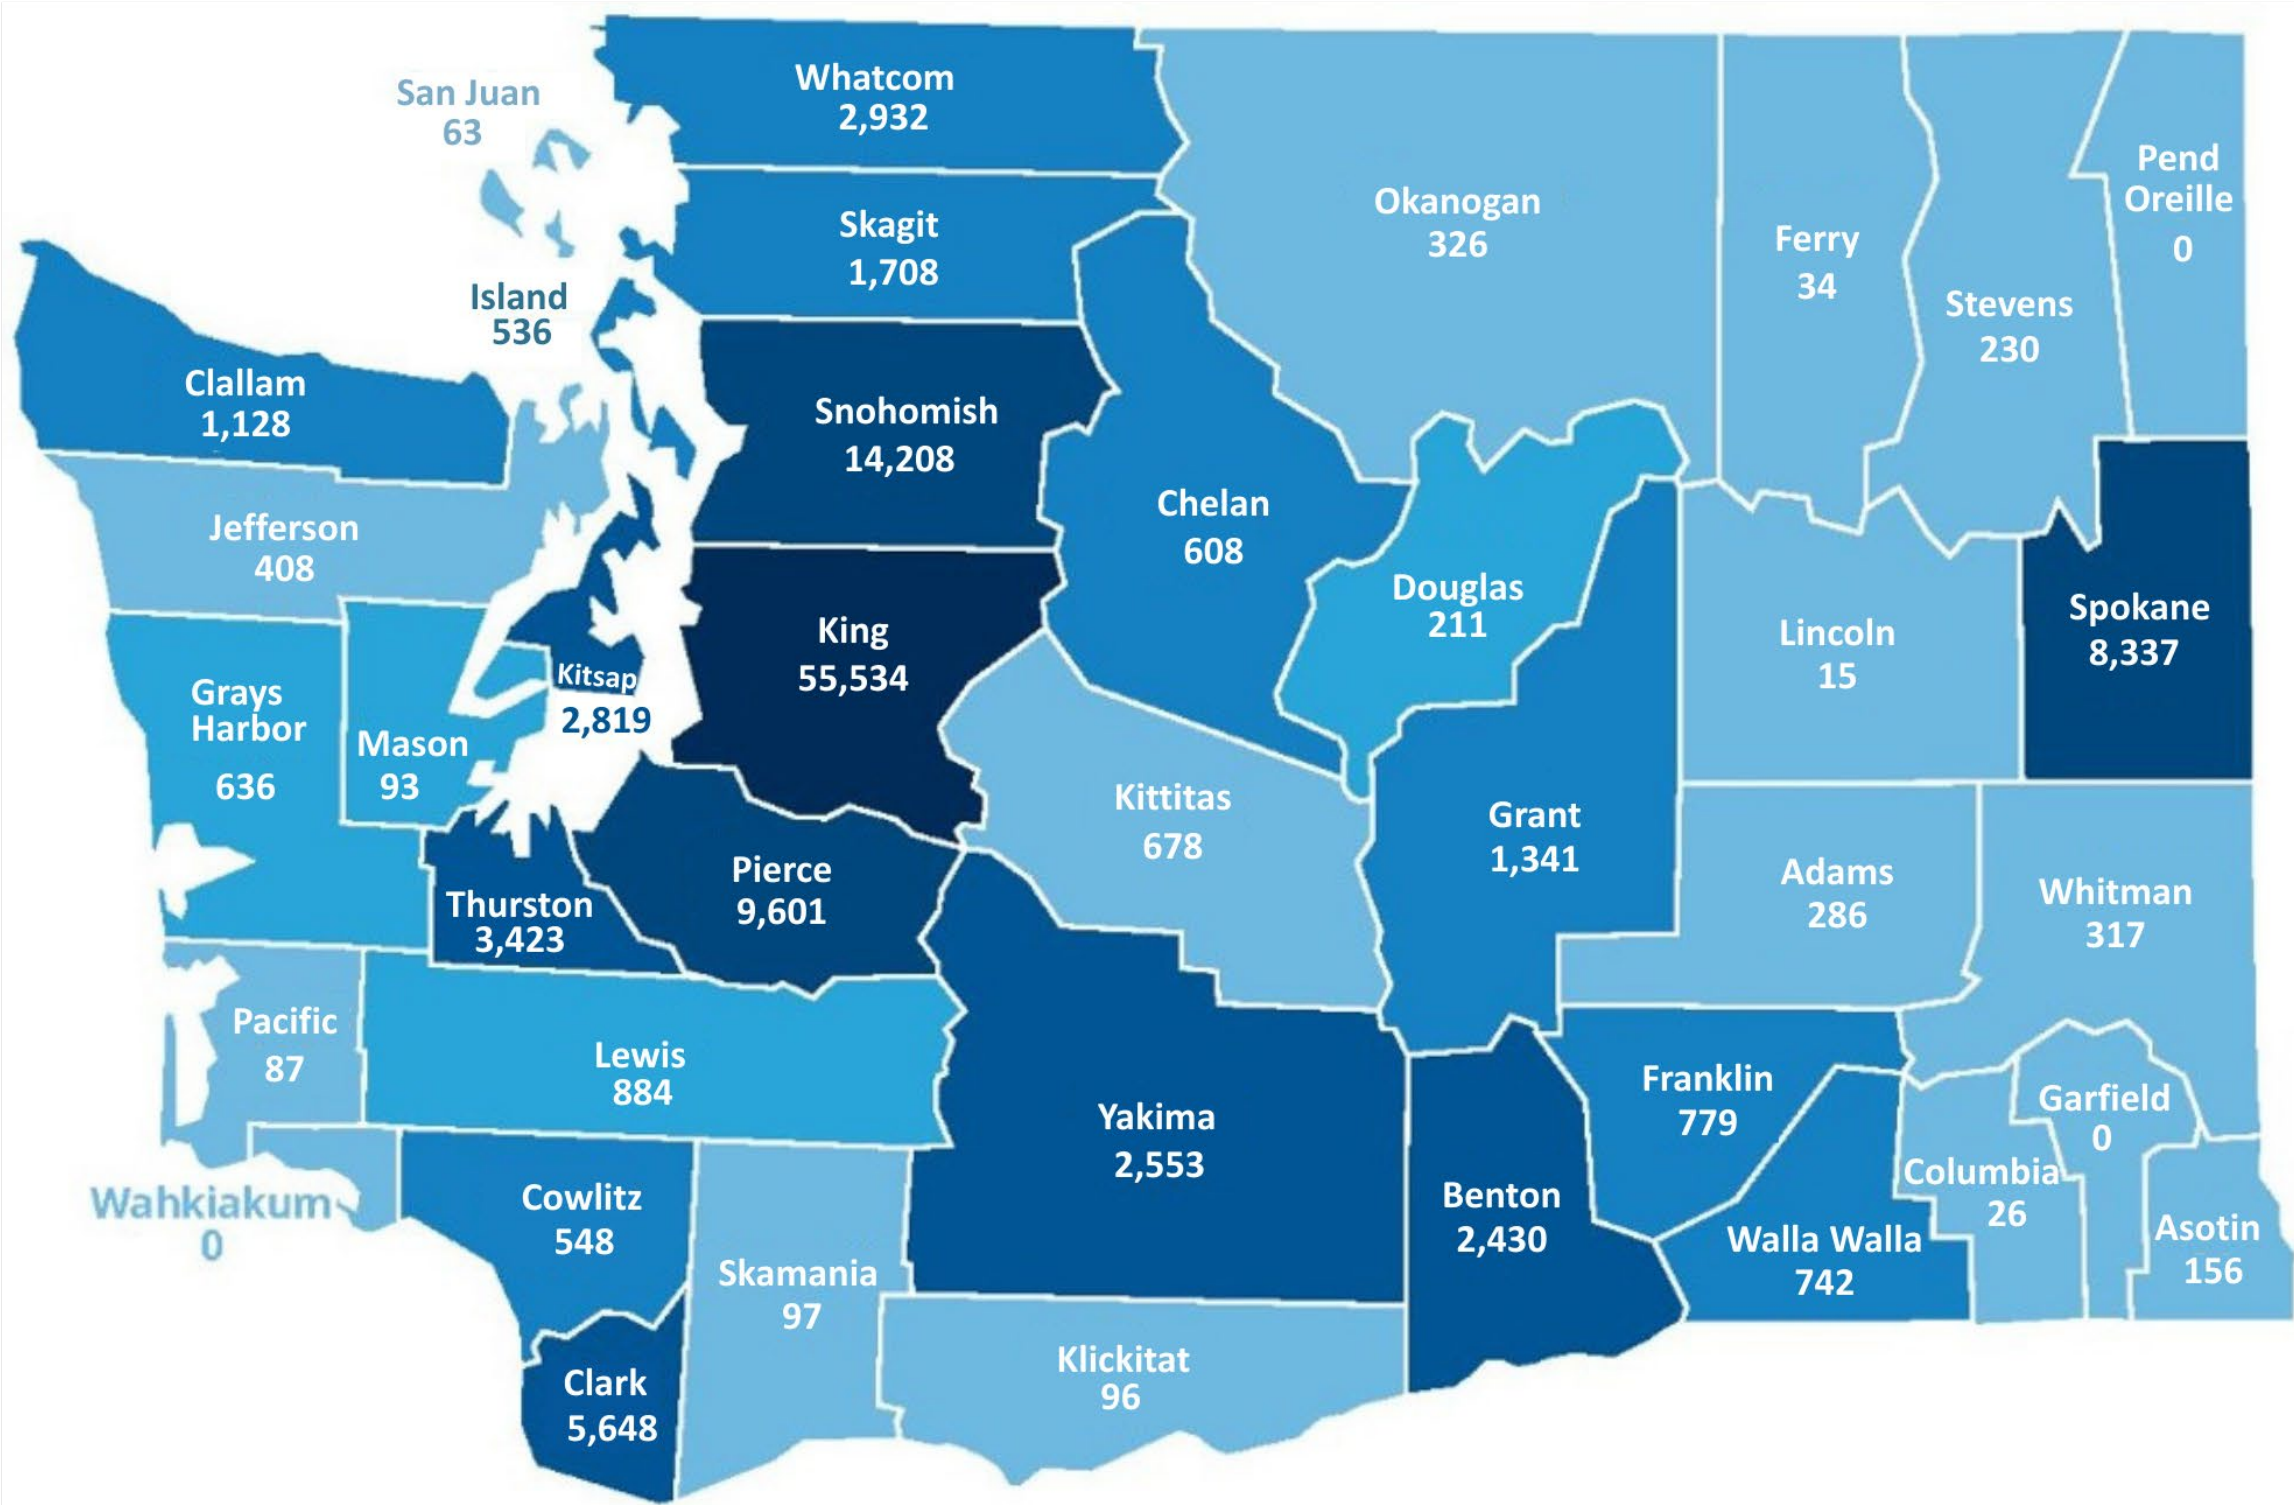 Whatcom
2,932
San Juan
63
Skagit
1,708
Island
536
Okanogan
326
Ferry
34
Stevens
230
Pend
Oreille
0
Clallam
1,128
Snohomish
14,208
Jefferson
408
Chelan
608
Douglas
211
Lincoln
15
Spokane
8,337
King
55,534
Kitsap
2,819
Grays
Harbor
636
Mason
93
Kittitas
678
Grant
1,341
Adams
286
Whitman
317
Thurston
3,423
Pierce
9,601
Pacific
87
Lewis
884
Yakima
2,553
Benton
2,430
Franklin
779
Walla Walla
742
Columbia
26
Garfield
0
Asotin
156
Wahkiakum
0
Cowlitz
548
Skamania
97
Klickitat
96
Clark
5,648